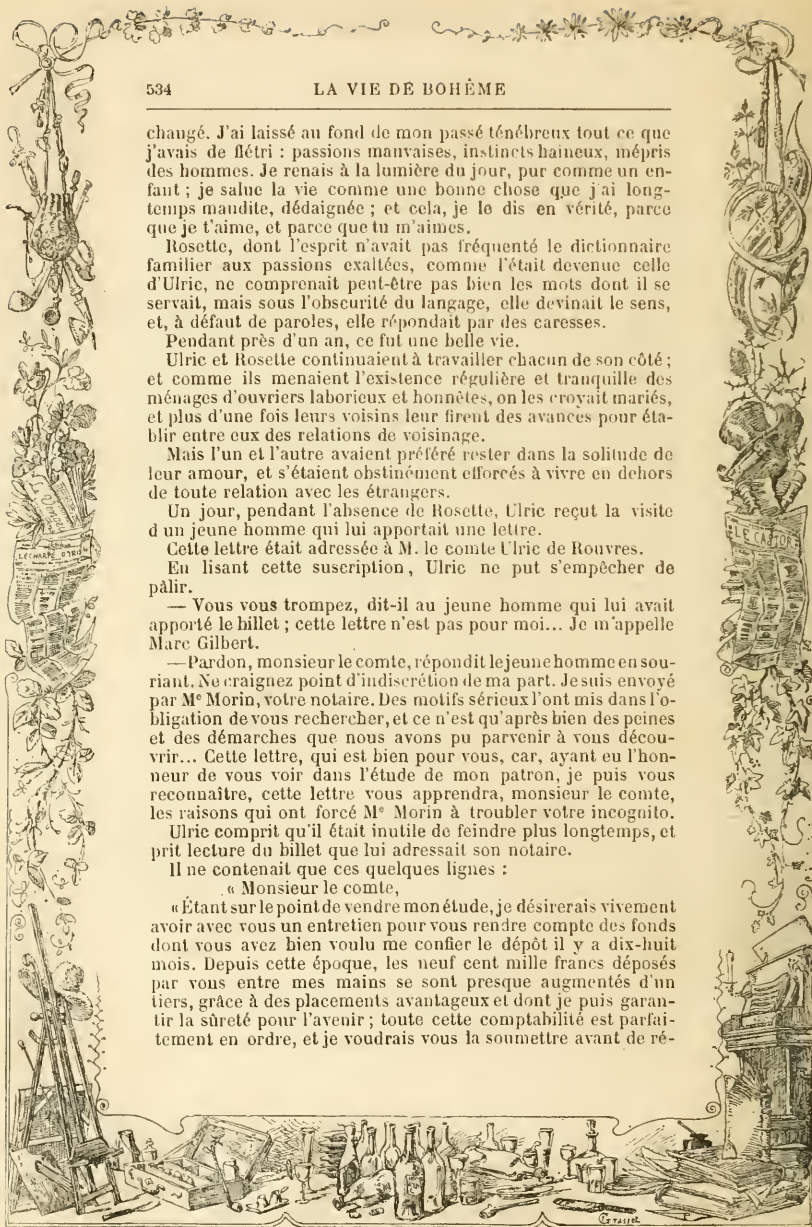 534 LA VIE DE BOHÊME
changé. J'ai laissé au fond de mon passé ténébreux tout ce que
j'avais de flétri : passions mauvaises, instincts haineux, mépris
des hommes. Je renais à la lumière du jour, pur comme un en-
fant ; je salue la vie comme une bonne chose que j'ai long-
temps maudite, dédaignée ; et cela, je le dis en vérité, parce
que je t'aime, et parce que tu m'aimes.
Rosette, dont l'esprit n'avait pas fréquenté le dictionnaire
familier aux passions exaltées, comme l'était devenue celle
d'Ulric, ne comprenait peut-être pas bien les mots dont il se
servait, mais sous l'obscurité du langage, elle devinait le sens,
et, à défaut de paroles, elle répondait par des caresses.
Pendant près d'un an, ce fut une belle vie.
Ulric et Rosette continuaient à travailler chacun de son côté ;
et comme ils menaient l'existence régulière et tranquille des
ménages d'ouvriers laborieux et honnêtes, on les croyait mariés,
et plus d'une fois leurs voisins leur firent des avances pour éta-
blir entre eux des relations de voisinage.
Mais l'un et l'autre avaient préféré rester dans la solitude de
leur amour, et s'étaient obstinément efforcés à vivre en dehors
de toute relation avec les étrangers.
Un jour, pendant l'absence de Rosette, Ulric reçut la visite
d'un jeune homme qui lui apportait une lettre.
Cette lettre était adressée à M. le comte Ulric de Rouvres.
En lisant cette suscription, Ulric ne put s'empêcher de
pâlir.
— Vous vous trompez, dit-il au jeune homme qui lui avait
apporté le billet ; cette lettre n'est pas pour moi... Je m'appelle
Marc Gilbert.
— Pardon, monsieur le comte, répondit le jeune homme en sou-
riant. Ne craignez point d'indiscrétion de ma part. Je suis envoyé
par Me Morin, votre notaire. Des motifs sérieux l'ont mis dans l'o-
bligation de vous rechercher, et ce n'est qu'après bien des peines
et des démarches que nous avons pu parvenir à vous décou-
vrir... Cette lettre, qui est bien pour vous, car, ayant eu l'hon-
neur de vous voir dans l'étude de mon patron, je puis vous
reconnaître, cette lettre vous apprendra, monsieur le comte,
les raisons qui ont forcé Me Morin à troubler votre incognito.
Ulric comprit qu'il était inutile de feindre plus longtemps, et
prit lecture du billet que lui adressait son notaire.
Il ne contenait que ces quelques lignes :
« Monsieur le comte,
« Étant sur le point de vendre mon étude, je désirerais vivement
avoir avec vous un entretien pour vous rendre compte des fonds
dont vous avez bien voulu me confier le dépôt il y a dix-huit
mois. Depuis cette époque, les neuf cent mille francs déposés
par vous entre mes mains se sont presque augmentés d'un
tiers, grâce à des placements avantageux et dont je puis garan-
tir la sûreté pour l'avenir ; toute cette comptabilité est parfai-
tement en ordre, et je voudrais vous la soumettre avant de ré-
LE CASTOR
Grasset